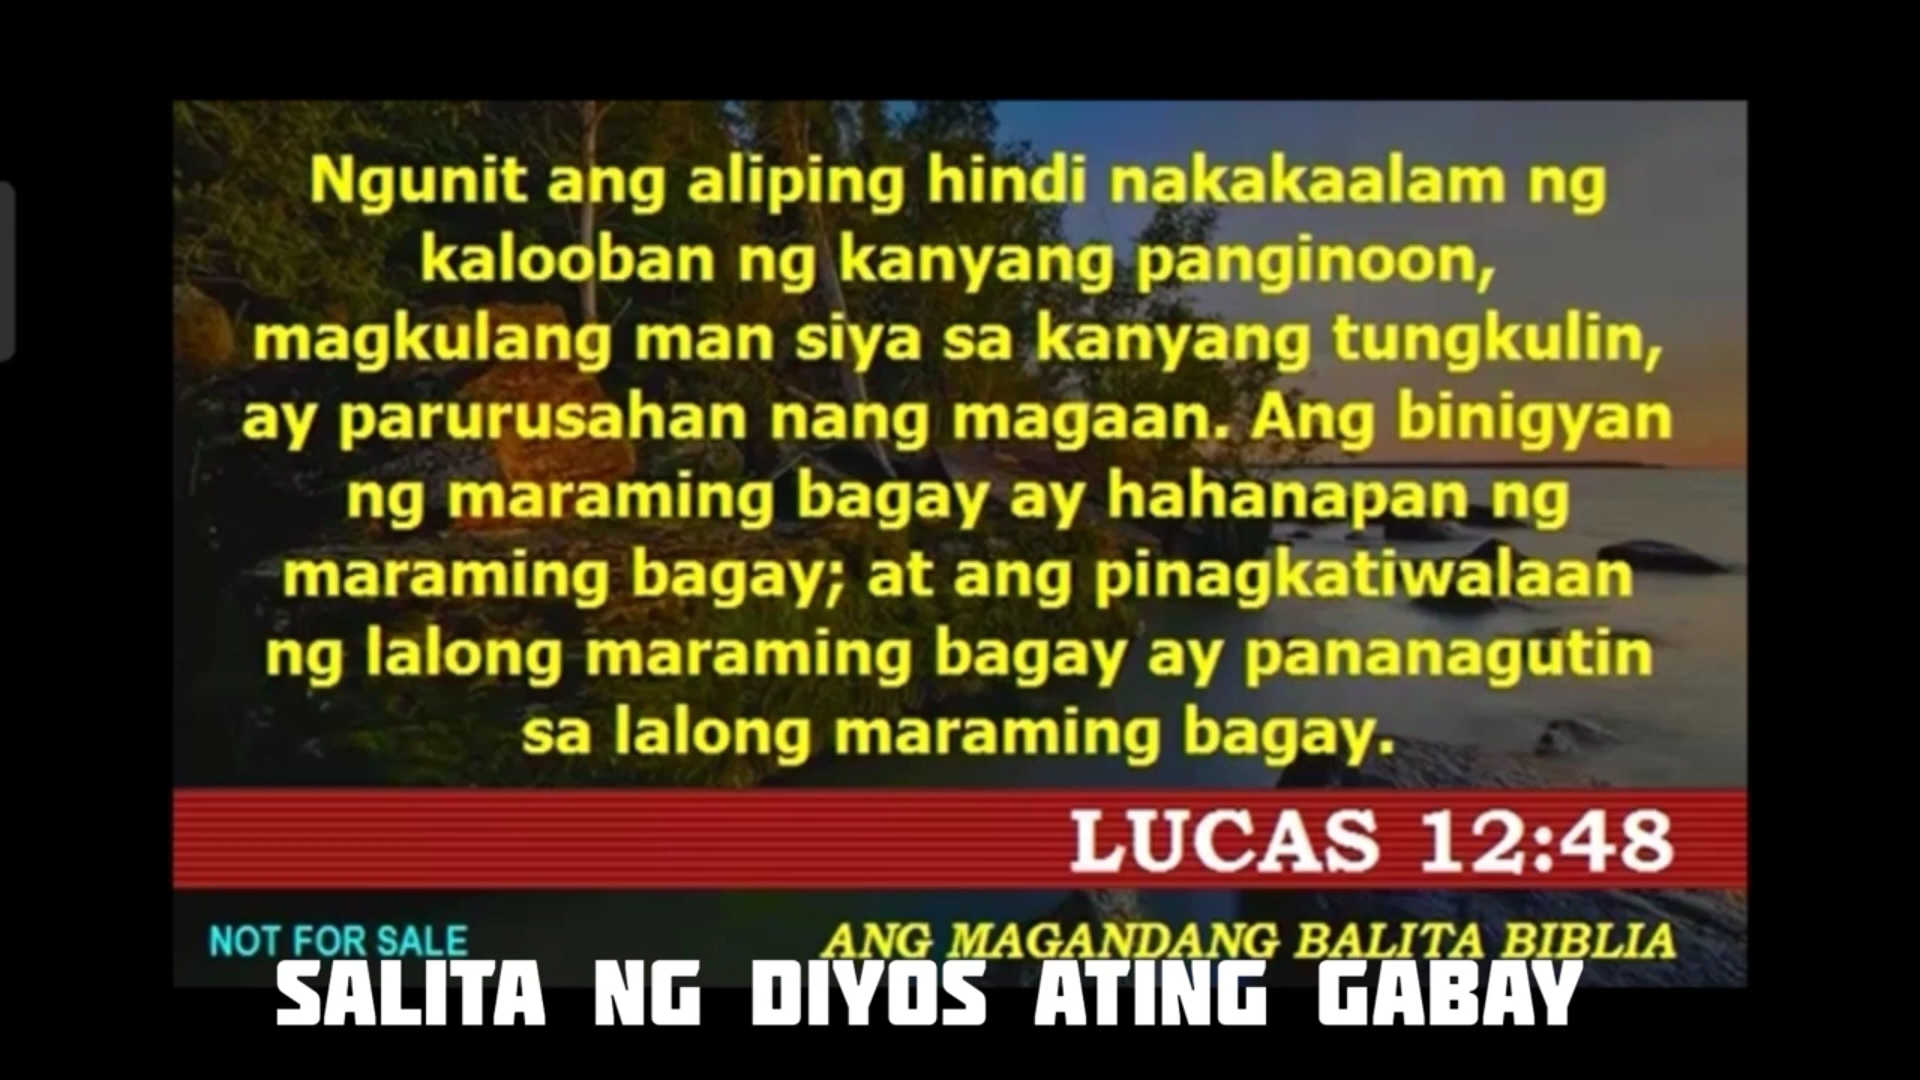 Ngunit ang aliping hindi nakakaalam ng
kalooban ng kanyang panginoon,
magkulang man siya sa kanyang tungkulin,
ay parurusahan nang magaan. Ang binigyan
ng maraming bagay ay hahanapan ng
maraming bagay; at ang pinagkatiwalaan
ng lalong maraming bagay ay pananagutin
sa lalong maraming bagay.
LUCAS 12:48
NOT FOR SALE
ANG MAGANDANG BALITA BIBLIA
SALITA NG DIYOS ATING GABAY